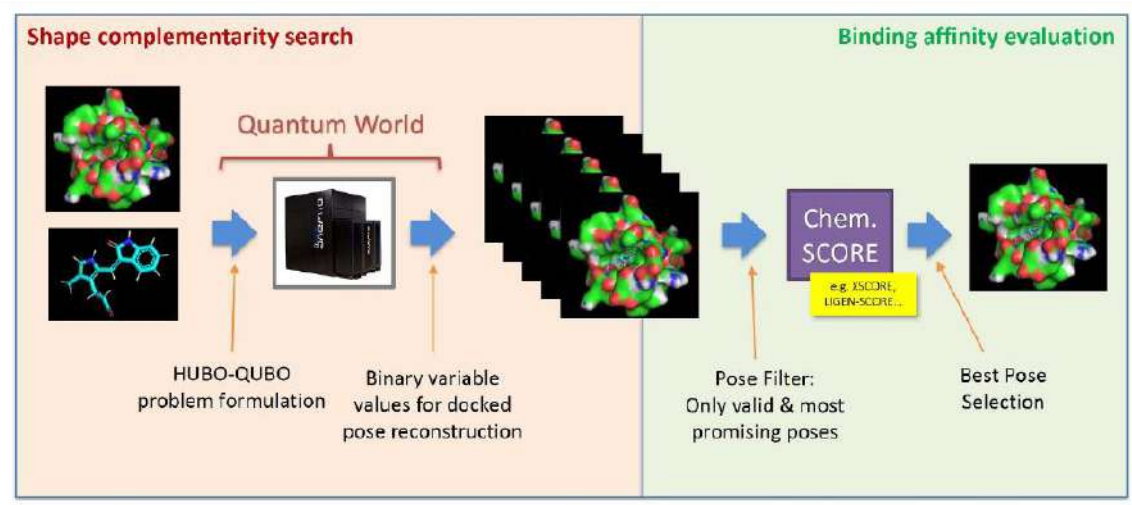 Shape complementarity search
Binding affinity evaluation
Quantum World
Chem.
SCORE
e.g. XSCORE,
LIGEN-SCORE...
HUBO-QUBO
problem formulation
Binary variable
values for docked
pose reconstruction
Pose Filter:
Only valid & most
promising poses
Best Pose
Selection